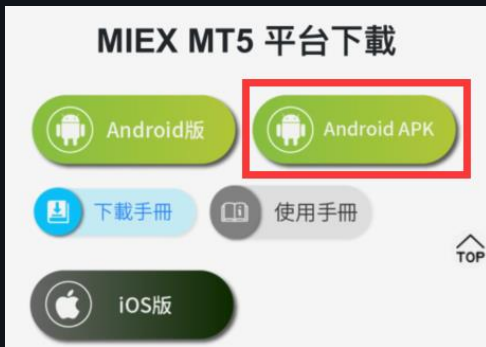 MIEX MT5 平台下載
Android版
Android APK
下載手冊
使用手冊
TOP
iOS版